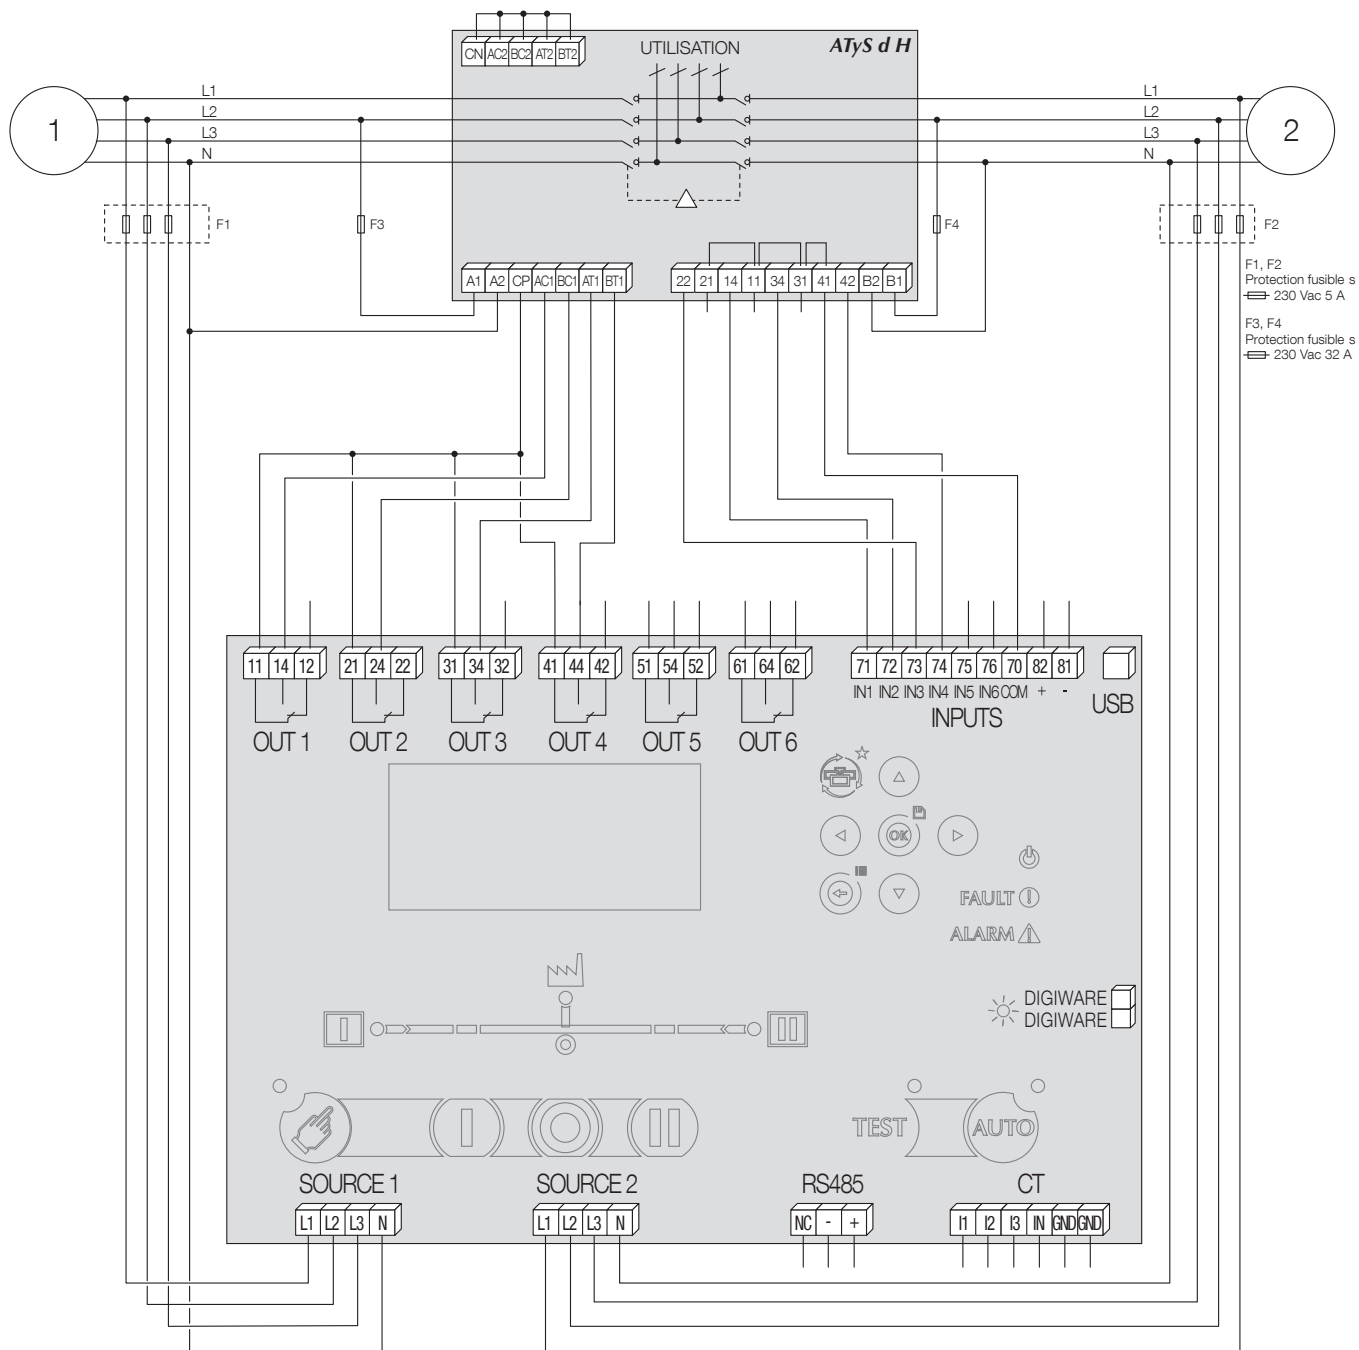 CN AC2 BC2 AT2 BT2
UTILISATION
ATyS d H
L1
L2
L3
N
L1
L2
L3
N
1
2
F1
F3
F4
F2
A1 A2 CP AC1 BC1 AT1 BT1
22 21 14 11 34 31 41 42 B2 B1
F1, F2
Protection fusible s
230 Vac 5 A
F3, F4
Protection fusible s
230 Vac 32 A
11 14 12
21 24 22
31 34 32
41 44 42
51 54 52
61 64 62
71 72 73 74 75 76 70 82 81
IN1 IN2 IN3 IN4 IN5 IN6 COM + -
INPUTS
USB
OUT 1
OUT 2
OUT 3
OUT 4
OUT 5
OUT 6
OK
FAULT
ALARM
DIGIWARE
DIGIWARE
TEST
AUTO
SOURCE 1
SOURCE 2
RS485
CT
L1 L2 L3 N
L1 L2 L3 N
NC - +
I1 I2 I3 IN GND GND